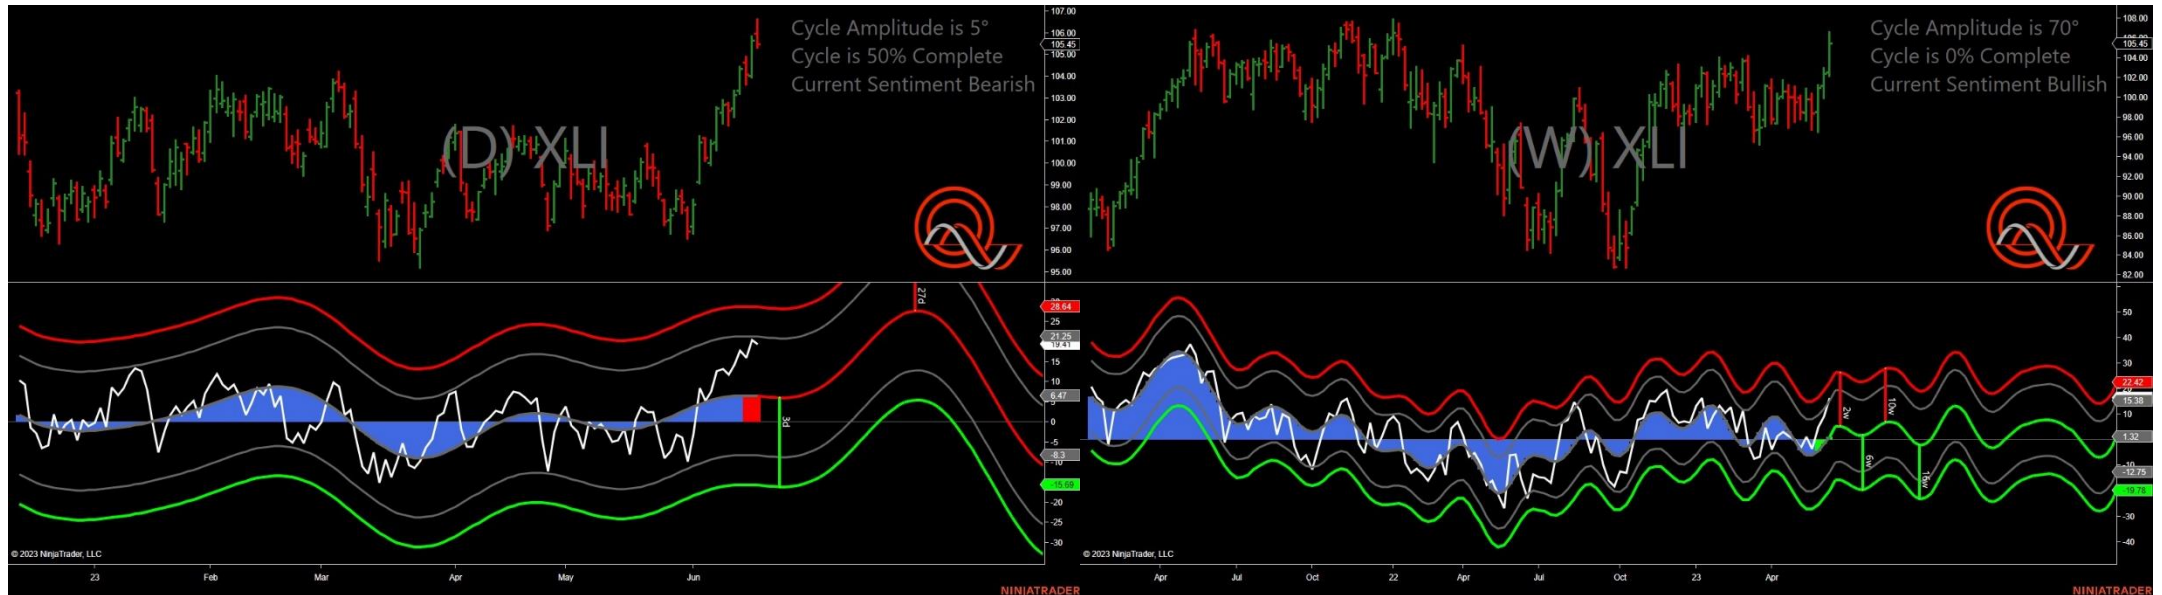 Cycle Amplitude is 5°
Cycle is 50% Complete
Current Sentiment Bearish
(D) XLI
107.00
106.00
105.45
105.00
104.00
103.00
102.00
101.00
100.00
99.00
98.00
97.00
96.00
95.00
27d
3d
28.64
25
21.25
19.41
15
10
6.47
0
-5
-8.3
-10
-15.69
-20
-25
-30
© 2023 NinjaTrader, LLC
23
Feb
Mar
Apr
May
Jun
NINJATRADER
Cycle Amplitude is 70°
Cycle is 0% Complete
Current Sentiment Bullish
(W) XLI
108.00
105.45
104.00
102.00
100.00
98.00
96.00
94.00
92.00
90.00
88.00
86.00
84.00
82.00
2w
10w
6w
16w
50
40
30
22.42
15.38
10
1.32
-12.75
-19.78
-30
-40
© 2023 NinjaTrader, LLC
Apr
Jul
Oct
22
Apr
Jul
Oct
23
Apr
NINJATRADER